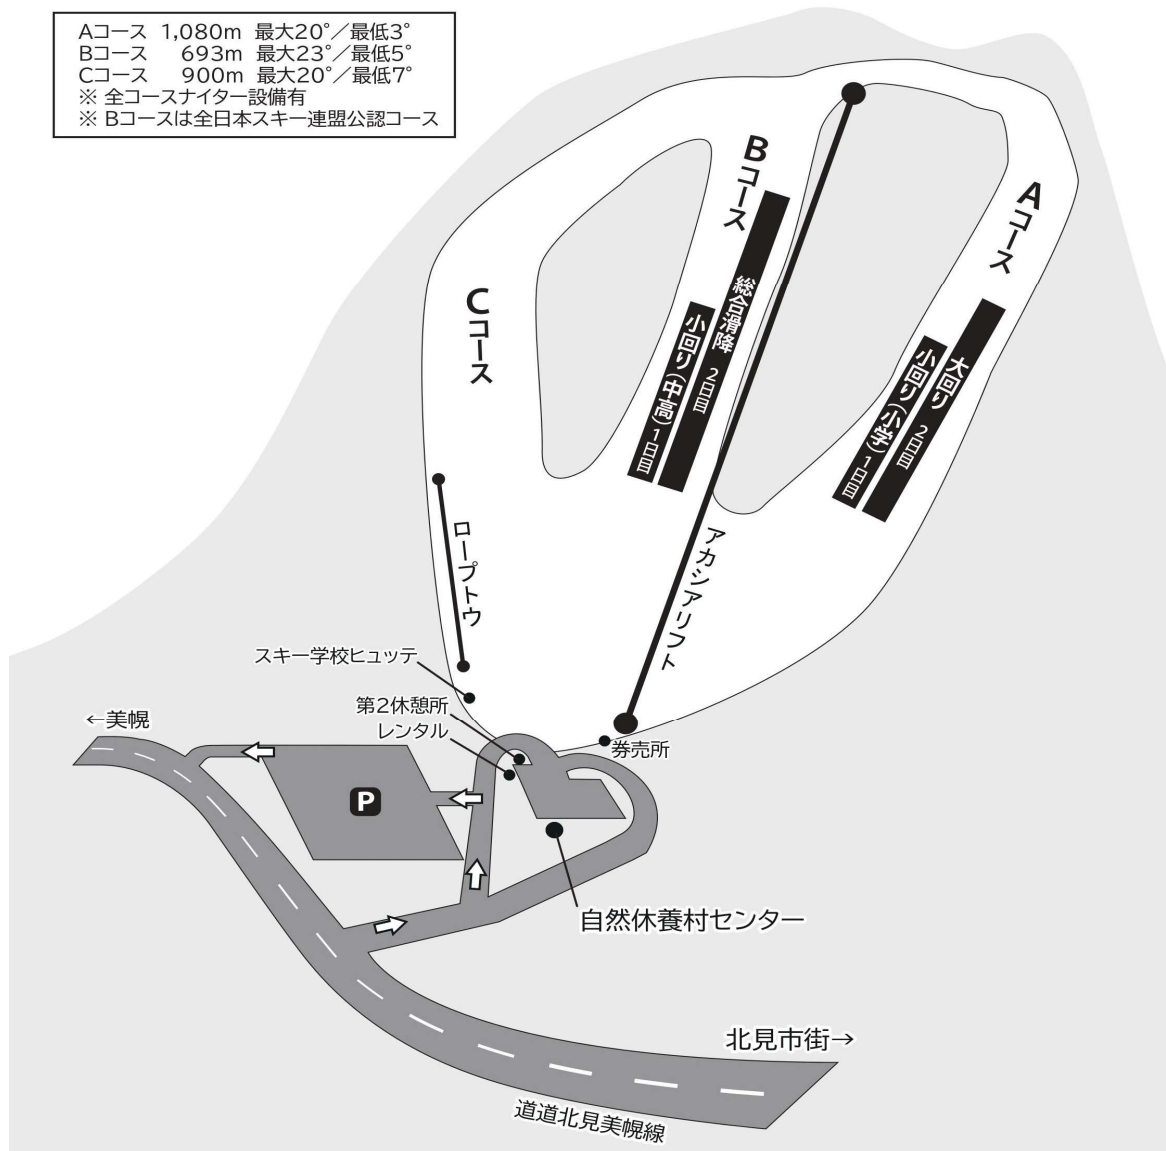 Aコース 1,080m 最大20°／最低3°
Bコース 693m 最大23°／最低5°
Cコース 900m 最大20°／最低7°
※ 全コースナイター設備有
※ Bコースは全日本スキー連盟公認コース
Bコース
Aコース
Cコース
総合滑降 2日目
小回り(中高)1日目
大回り 2日目
小回り(小学)1日目
ロープトウ
アカシアリフト
スキー学校ヒュッテ
第2休憩所
レンタル
←美幌
券売所
P
自然休養村センター
北見市街→
道道北見美幌線